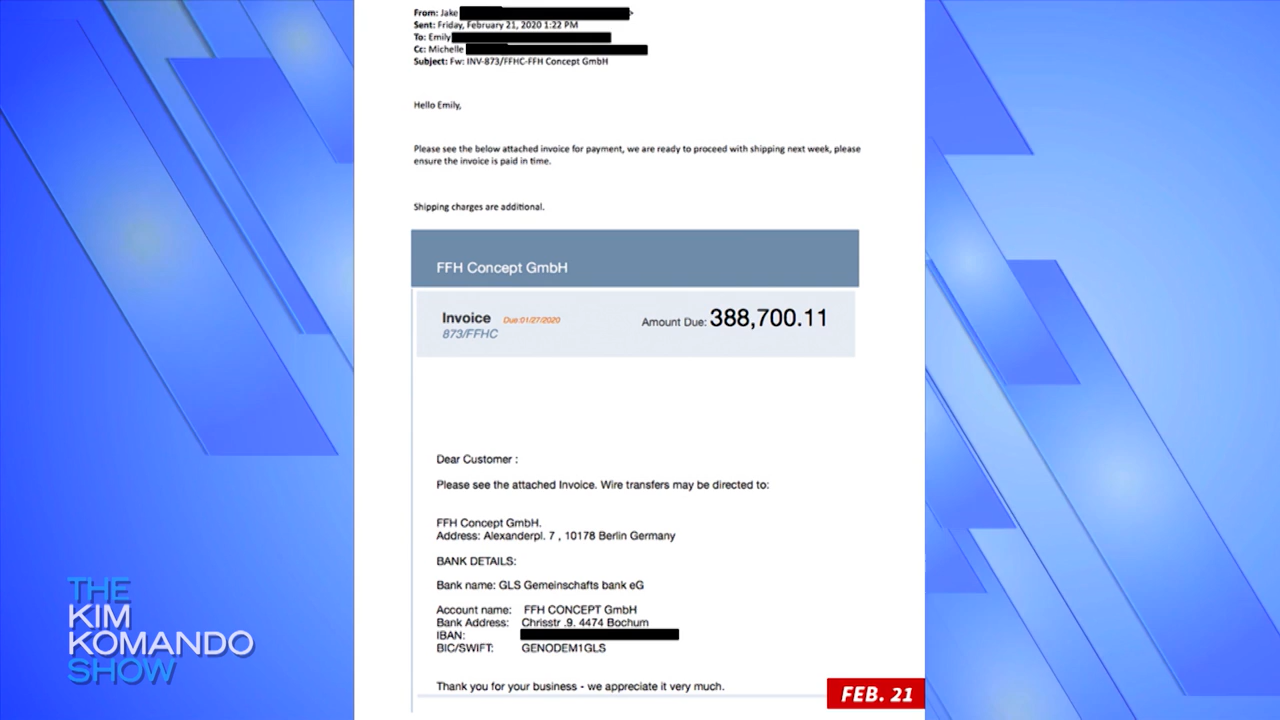 From: Jake
Sent: Friday, February 21, 2020 1:22 PM
To: Emily
Cc: Michelle
Subject: Fw: INV-873/FFHC-FFH Concept GmbH
Hello Emily,
Please see the below attached invoice for payment, we are ready to proceed with shipping next week, please
ensure the invoice is paid in time.
Shipping charges are additional.
FFH Concept GmbH
Invoice Due:01/27/2020 Amount Due: 388,700.11
873/FFHC
Dear Customer :
Please see the attached Invoice. Wire transfers may be directed to:
FFH Concept GmbH.
Address: Alexanderpl. 7 , 10178 Berlin Germany
BANK DETAILS:
Bank name: GLS Gemeinschafts bank eG
Account name: FFH CONCEPT GmbH
Bank Address: Chrisstr .9. 4474 Bochum
IBAN:
BIC/SWIFT: GENODEM1GLS
Thank you for your business - we appreciate it very much.
FEB. 21
THE
KIM
KOMANDO
SHOW